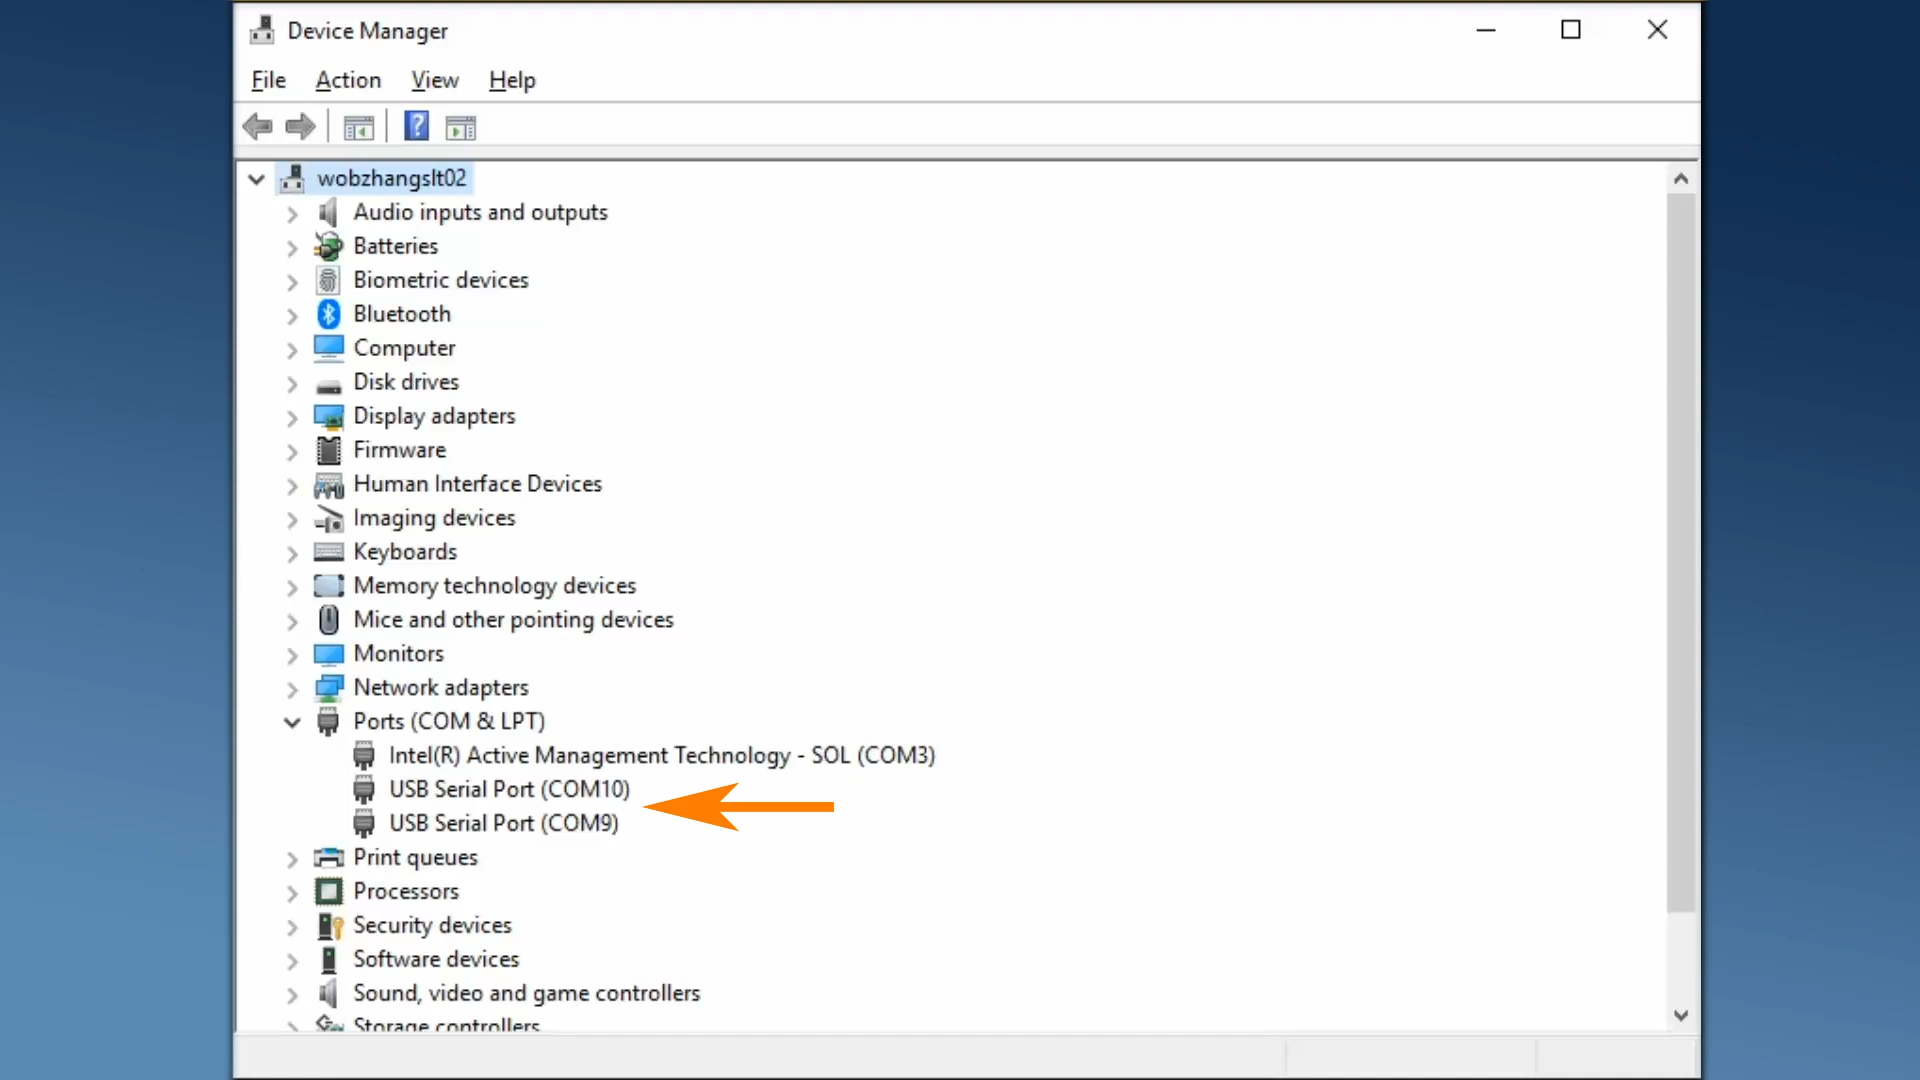 Device Manager
File Action View Help
?
wobzhangslt02
Audio inputs and outputs
Batteries
Biometric devices
Bluetooth
Computer
Disk drives
Display adapters
Firmware
Human Interface Devices
Imaging devices
Keyboards
Memory technology devices
Mice and other pointing devices
Monitors
Network adapters
Ports (COM & LPT)
Intel(R) Active Management Technology - SOL (COM3)
USB Serial Port (COM10)
USB Serial Port (COM9)
Print queues
Processors
Security devices
Software devices
Sound, video and game controllers
Storage controllers